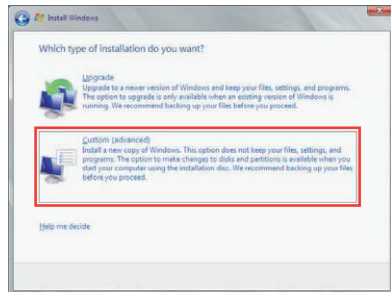 Install Windows
Which type of installation do you want?
Upgrade
Upgrade to a newer version of Windows and keep your files, settings, and programs.
The option to upgrade is only available when an existing version of Windows is
running. We recommend backing up your files before you proceed.
Custom (advanced)
Install a new copy of Windows. This option does not keep your files, settings, and
programs. The option to make changes to disks and partitions is available when you
start your computer using the installation disc. We recommend backing up your files
before you proceed.
Help me decide